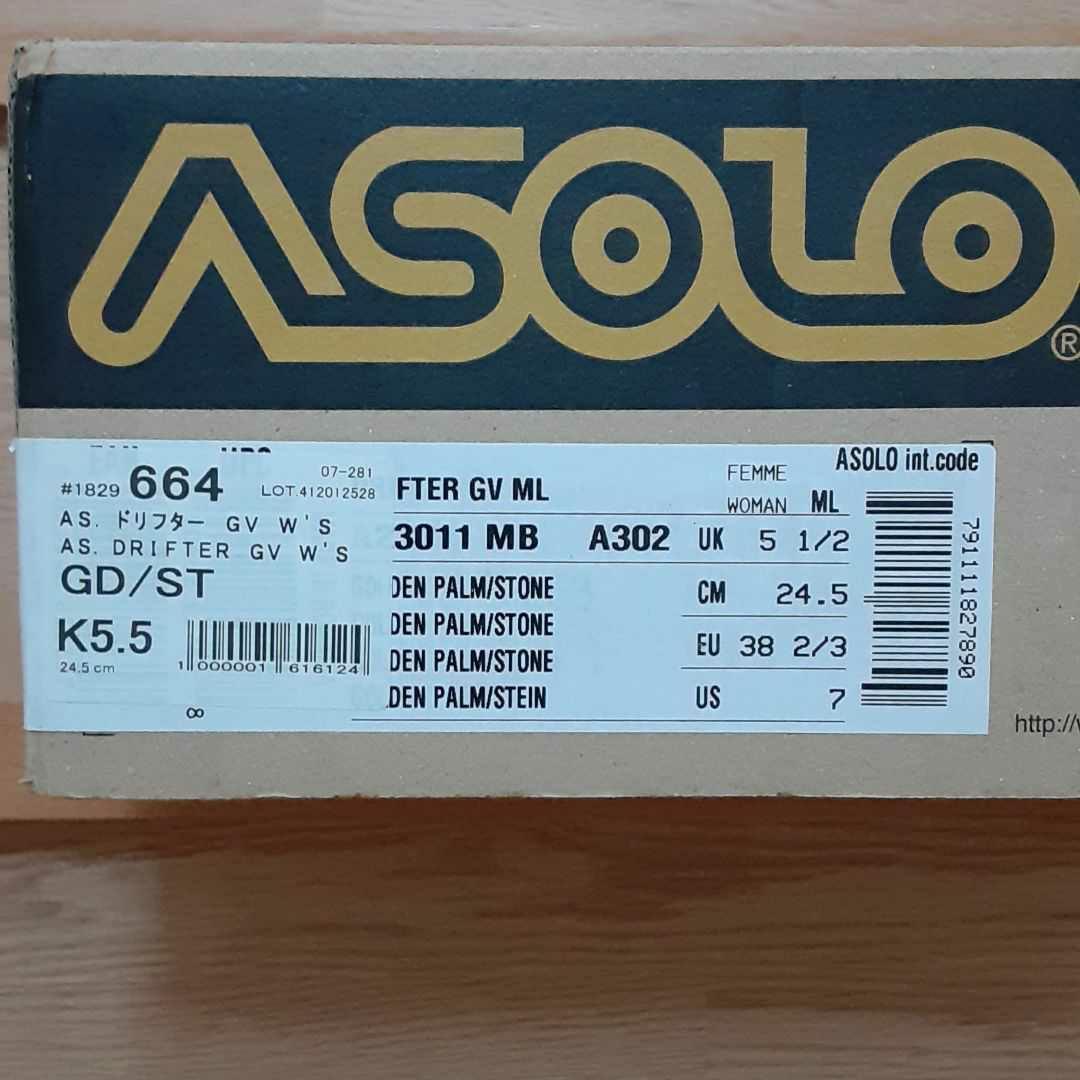 ASOLO®
07-281
#1829 664 LOT.412012528
AS. ドリフター GV W'S
AS. DRIFTER GV W'S
GD/ST
K5.5
24.5cm
1 000001 616124
∞
FTER GV ML
3011 MB A302
DEN PALM/STONE
DEN PALM/STONE
DEN PALM/STONE
DEN PALM/STEIN
FEMME
WOMAN ML
UK 5 1/2
CM 24.5
EU 38 2/3
US 7
ASOLO int.code
791111827890
http://